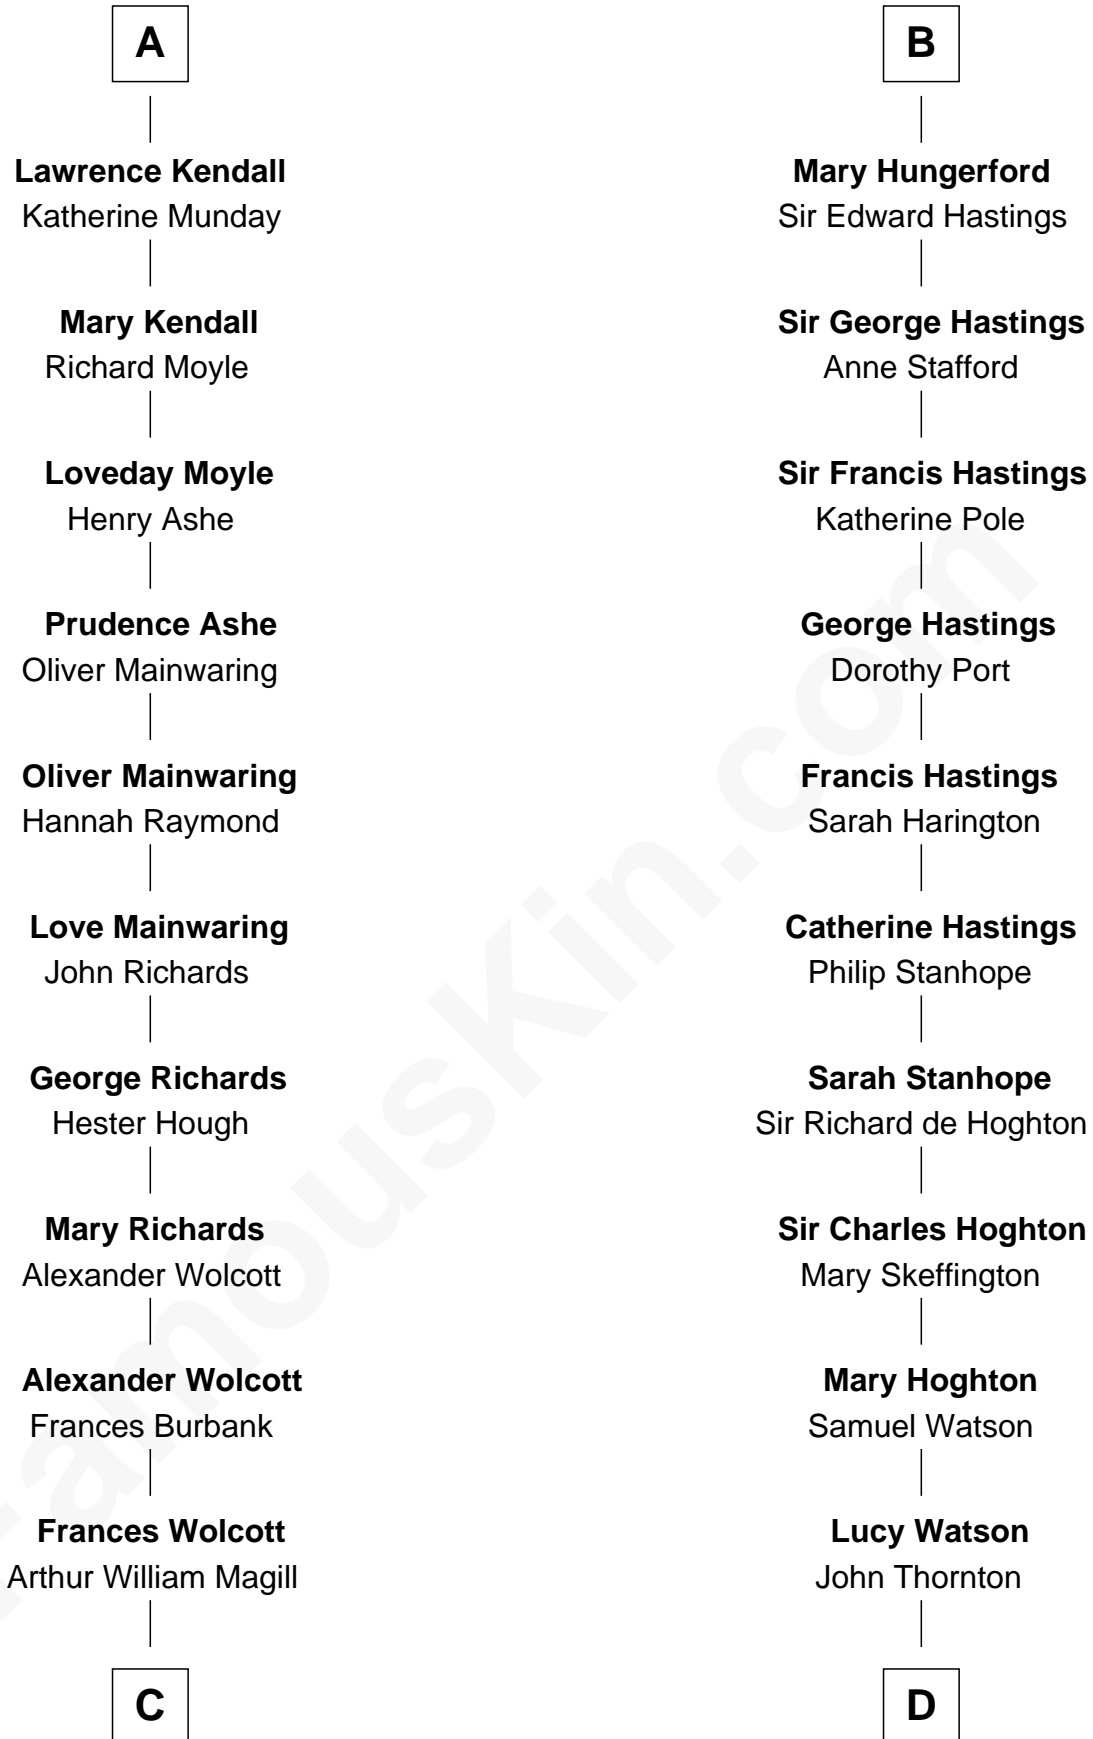 A
Lawrence Kendall
Katherine Munday
Mary Kendall
Richard Moyle
Loveday Moyle
Henry Ashe
Prudence Ashe
Oliver Mainwaring
Oliver Mainwaring
Hannah Raymond
Love Mainwaring
John Richards
George Richards
Hester Hough
Mary Richards
Alexander Wolcott
Alexander Wolcott
Frances Burbank
Frances Wolcott
Arthur William Magill
C
B
Mary Hungerford
Sir Edward Hastings
Sir George Hastings
Anne Stafford
Sir Francis Hastings
Katherine Pole
George Hastings
Dorothy Port
Francis Hastings
Sarah Harington
Catherine Hastings
Philip Stanhope
Sarah Stanhope
Sir Richard de Hoghton
Sir Charles Hoghton
Mary Skeffington
Mary Hoghton
Samuel Watson
Lucy Watson
John Thornton
D
FamousKin.com